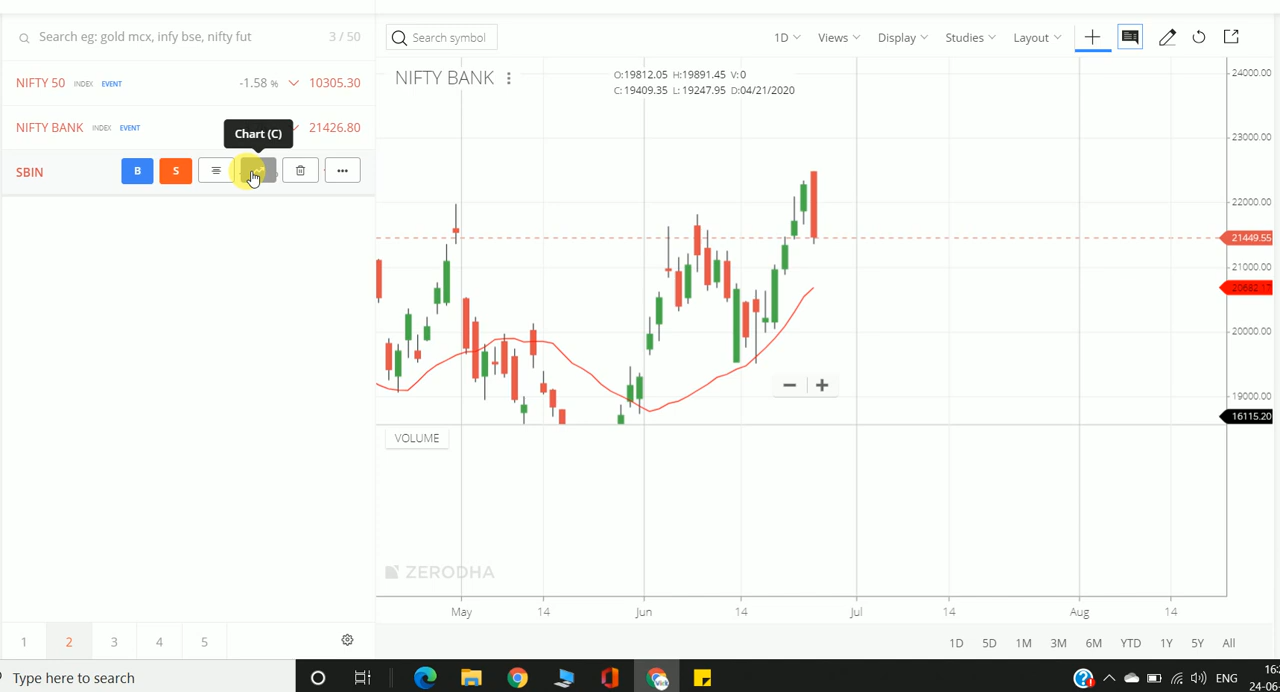 Search eg: gold mcx, infy bse, nifty fut 3 / 50
NIFTY 50 INDEX EVENT -1.58 % 10305.30
NIFTY BANK INDEX EVENT 21426.80
Chart (C)
SBIN B S
Search symbol
1D Views Display Studies Layout
NIFTY BANK
O:19812.05 H:19891.45 V:0
C: 19409.35 L: 19247.95 D:04/21/2020
24000.00
23000.00
22000.00
21449.55
21000.00
20682.17
20000.00
19000.00
16115.20
VOLUME
ZERODHA
May 14 Jun 14 Jul 14 Aug 14
1 2 3 4 5
1D 5D 1M 3M 6M YTD 1Y 5Y All
Type here to search
ENG
24-06